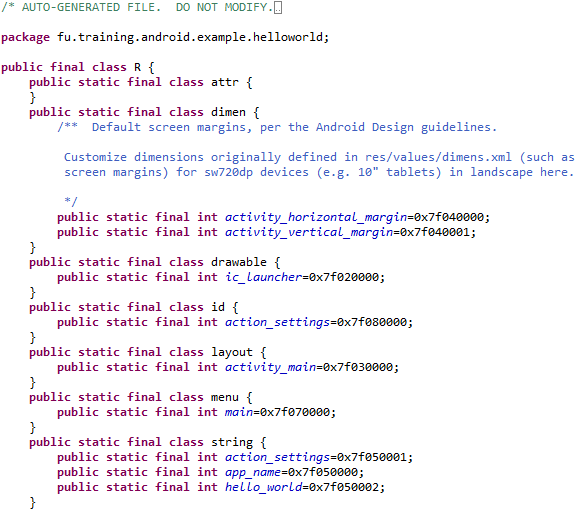 /* AUTO-GENERATED FILE.  DO NOT MODIFY.
package fu.training.android.example.helloworld;
public final class R {
    public static final class attr {
    }
    public static final class dimen {
        /**  Default screen margins, per the Android Design guidelines.
         Customize dimensions originally defined in res/values/dimens.xml (such as
         screen margins) for sw720dp devices (e.g. 10" tablets) in landscape here.
         */
        public static final int activity_horizontal_margin=0x7f040000;
        public static final int activity_vertical_margin=0x7f040001;
    }
    public static final class drawable {
        public static final int ic_launcher=0x7f020000;
    }
    public static final class id {
        public static final int action_settings=0x7f080000;
    }
    public static final class layout {
        public static final int activity_main=0x7f030000;
    }
    public static final class menu {
        public static final int main=0x7f070000;
    }
    public static final class string {
        public static final int action_settings=0x7f050001;
        public static final int app_name=0x7f050000;
        public static final int hello_world=0x7f050002;
    }